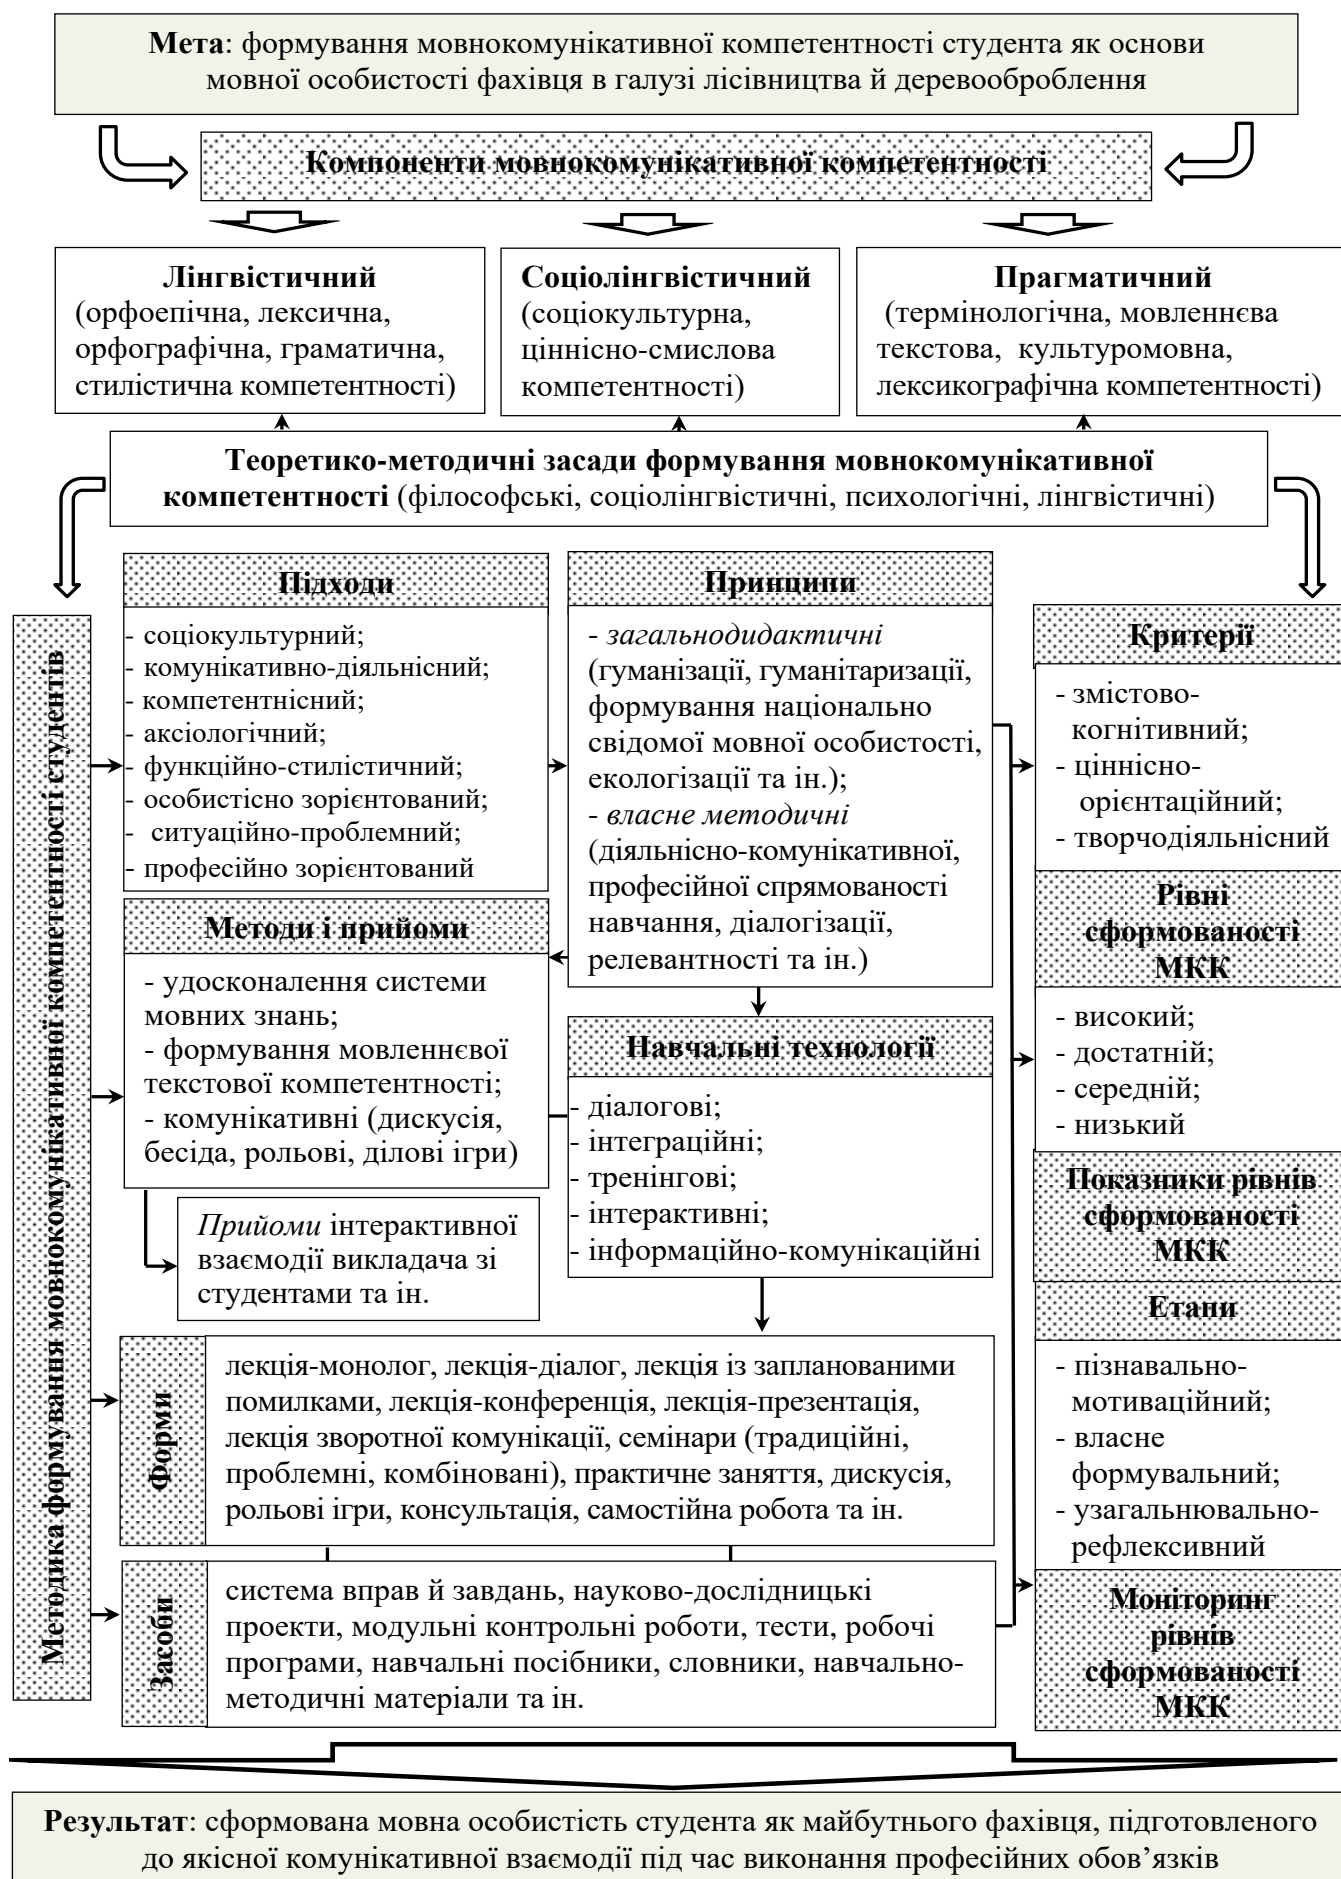 Мета: формування мовнокомунікативної компетентності студента як основи
мовної особистості фахівця в галузі лісівництва й деревооброблення
Компоненти мовнокомунікативної компетентності
Лінгвістичний
(орфоепічна, лексична,
орфографічна, граматична,
стилістична компетентності)
Соціолінгвістичний
(соціокультурна,
ціннісно-смислова
компетентності)
Прагматичний
(термінологічна, мовленнєва
текстова, культуромовна,
лексикографічна компетентності)
Теоретико-методичні засади формування мовнокомунікативної
компетентності (філософські, соціолінгвістичні, психологічні, лінгвістичні)
Методика формування мовнокомунікативної компетентності студентів
Підходи
- соціокультурний;
- комунікативно-діяльнісний;
- компетентнісний;
- аксіологічний;
- функційно-стилістичний;
- особистісно зорієнтований;
- ситуаційно-проблемний;
- професійно зорієнтований
Принципи
- загальнодидактичні
(гуманізації, гуманітаризації,
формування національно
свідомої мовної особистості,
екологізації та ін.);
- власне методичні
(діяльнісно-комунікативної,
професійної спрямованості
навчання, діалогізації,
релевантності та ін.)
Методи і прийоми
- удосконалення системи
мовних знань;
- формування мовленнєвої
текстової компетентності;
- комунікативні (дискусія,
бесіда, рольові, ділові ігри)
Прийоми інтерактивної
взаємодії викладача зі
студентами та ін.
Навчальні технології
- діалогові;
- інтеграційні;
- тренінгові;
- інтерактивні;
- інформаційно-комунікаційні
Форми
лекція-монолог, лекція-діалог, лекція із запланованими
помилками, лекція-конференція, лекція-презентація,
лекція зворотної комунікації, семінари (традиційні,
проблемні, комбіновані), практичне заняття, дискусія,
рольові ігри, консультація, самостійна робота та ін.
Засоби
система вправ й завдань, науково-дослідницькі
проекти, модульні контрольні роботи, тести, робочі
програми, навчальні посібники, словники, навчально-
методичні матеріали та ін.
Критерії
- змістово-
когнітивний;
- ціннісно-
орієнтаційний;
- творчодіяльнісний
Рівні
сформованості
МКК
- високий;
- достатній;
- середній;
- низький
Показники рівнів
сформованості
МКК
Етапи
- пізнавально-
мотиваційний;
- власне
формувальний;
- узагальнювально-
рефлексивний
Моніторинг
рівнів
сформованості
МКК
Результат: сформована мовна особистість студента як майбутнього фахівця, підготовленого
до якісної комунікативної взаємодії під час виконання професійних обов’язків